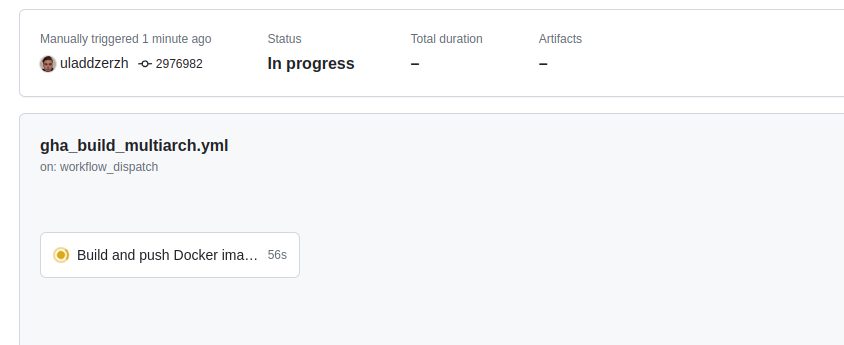 Manually triggered 1 minute ago Status Total duration Artifacts
uladdzerzh 2976982 In progress – –
gha_build_multiarch.yml
on: workflow_dispatch
Build and push Docker ima… 56s